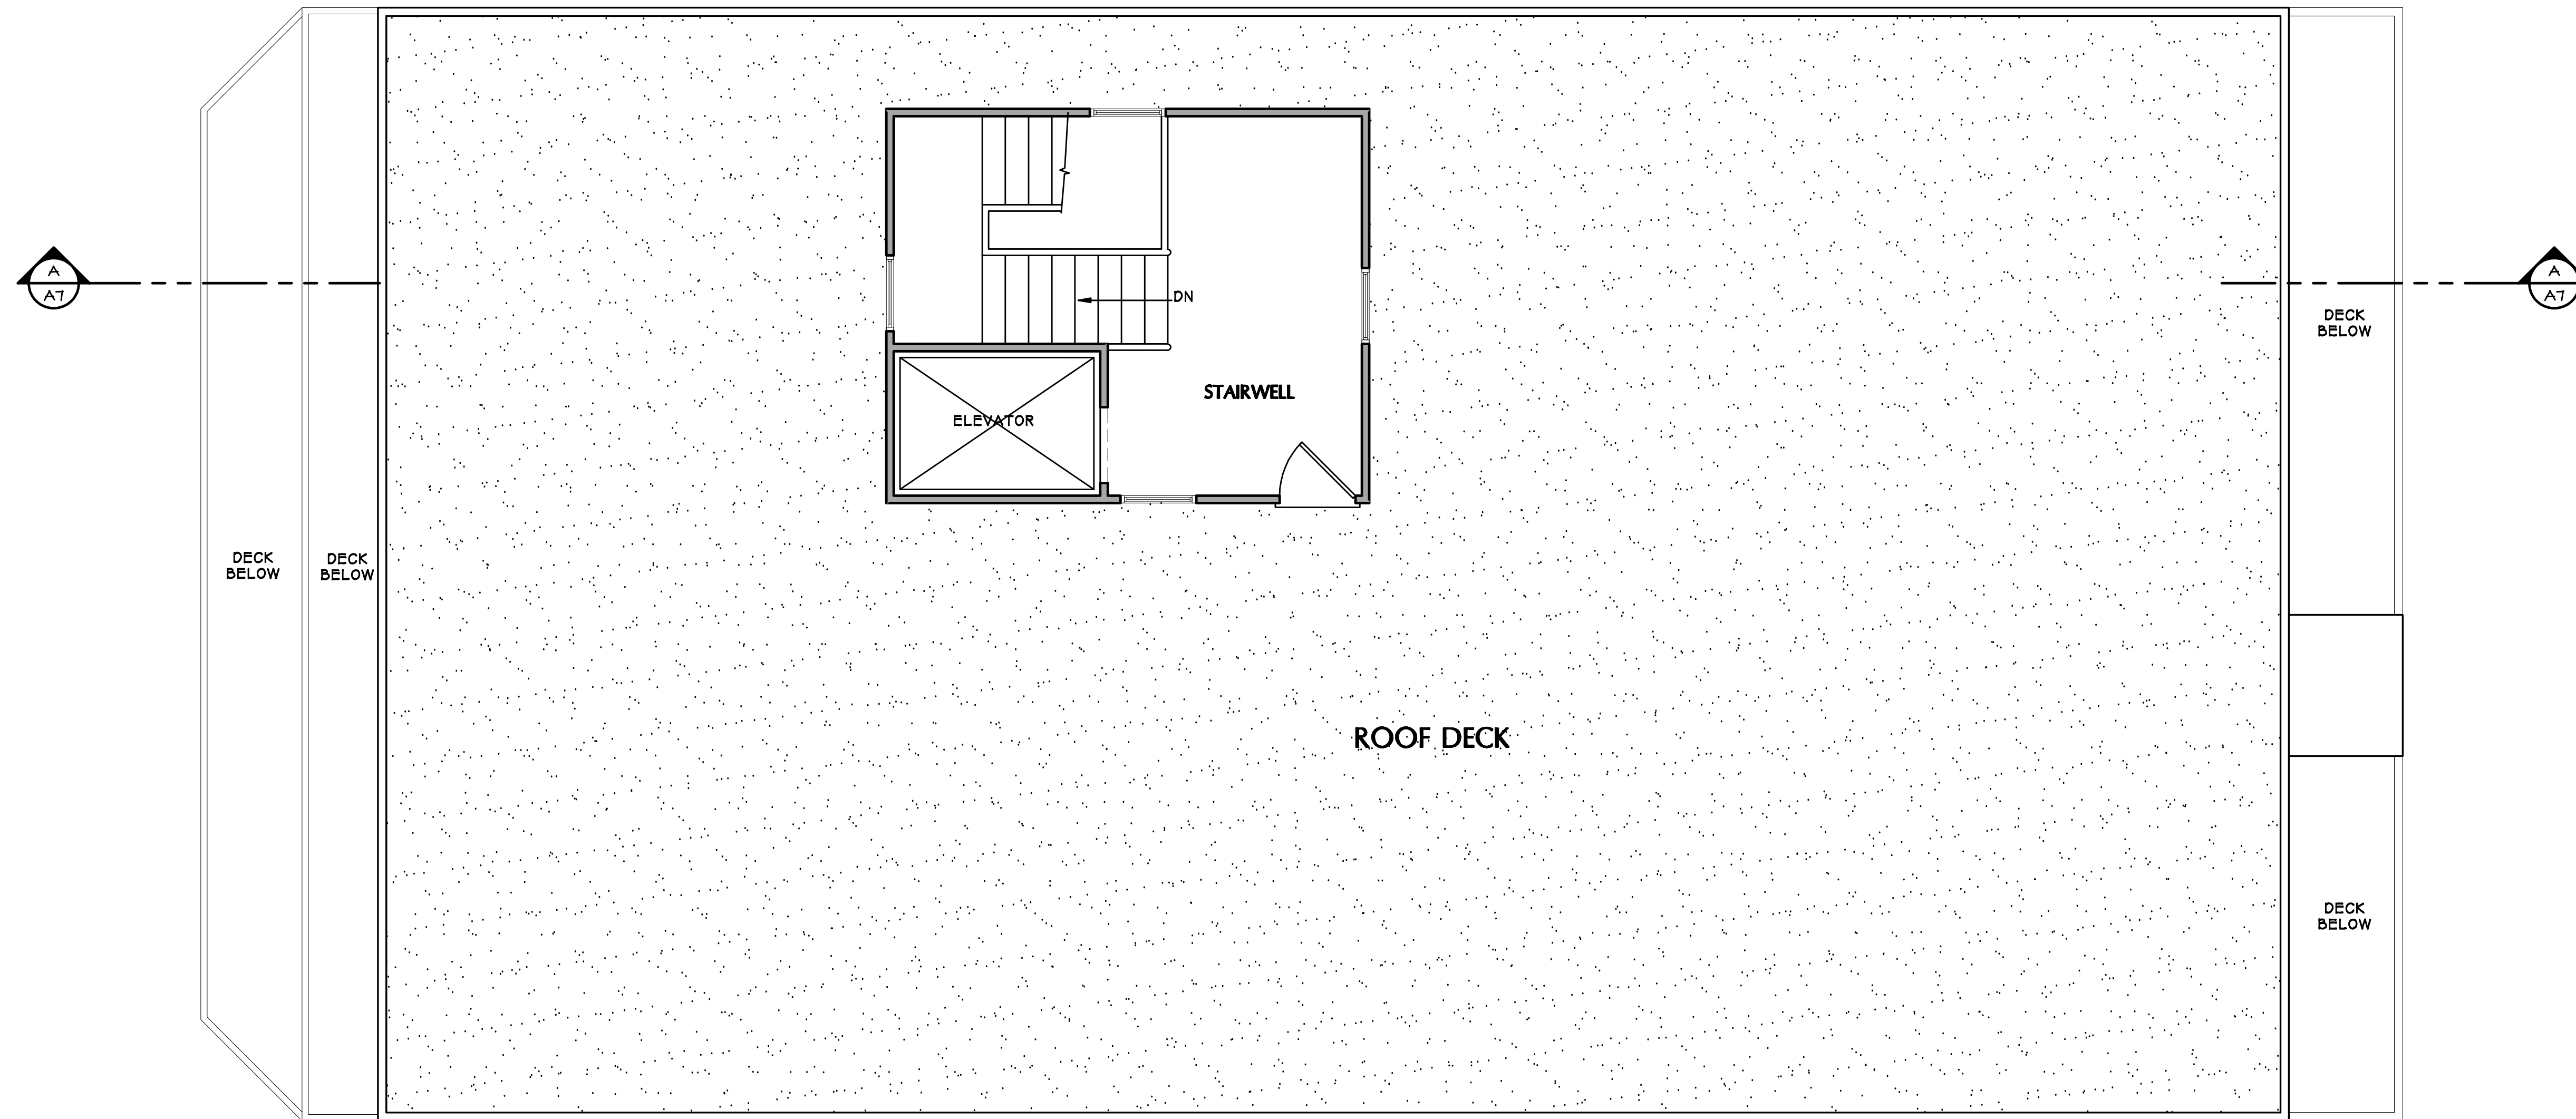 A
A7
A
A7
DN
DECK
BELOW
STAIRWELL
ELEVATOR
DECK
BELOW
DECK
BELOW
ROOF DECK
DECK
BELOW